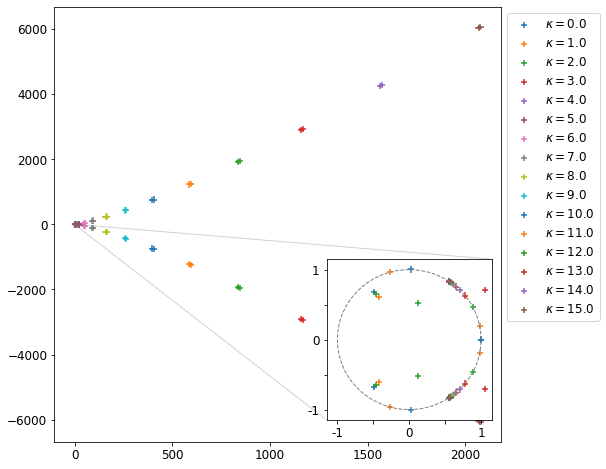 6000
4000
2000
0
−2000
−4000
−6000
0
500
1000
1500
2000
1
0
-1
-1
0
1
κ = 0.0
κ = 1.0
κ = 2.0
κ = 3.0
κ = 4.0
κ = 5.0
κ = 6.0
κ = 7.0
κ = 8.0
κ = 9.0
κ = 10.0
κ = 11.0
κ = 12.0
κ = 13.0
κ = 14.0
κ = 15.0